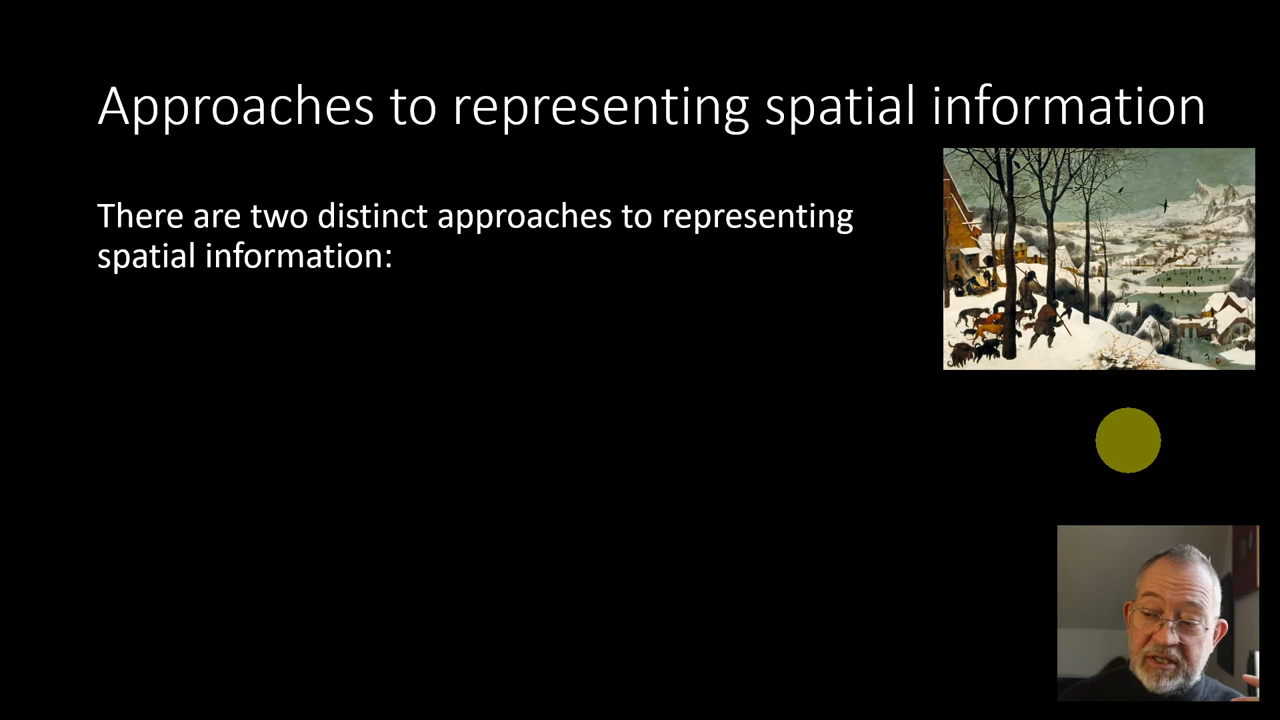 Approaches to representing spatial information
There are two distinct approaches to representing
spatial information: